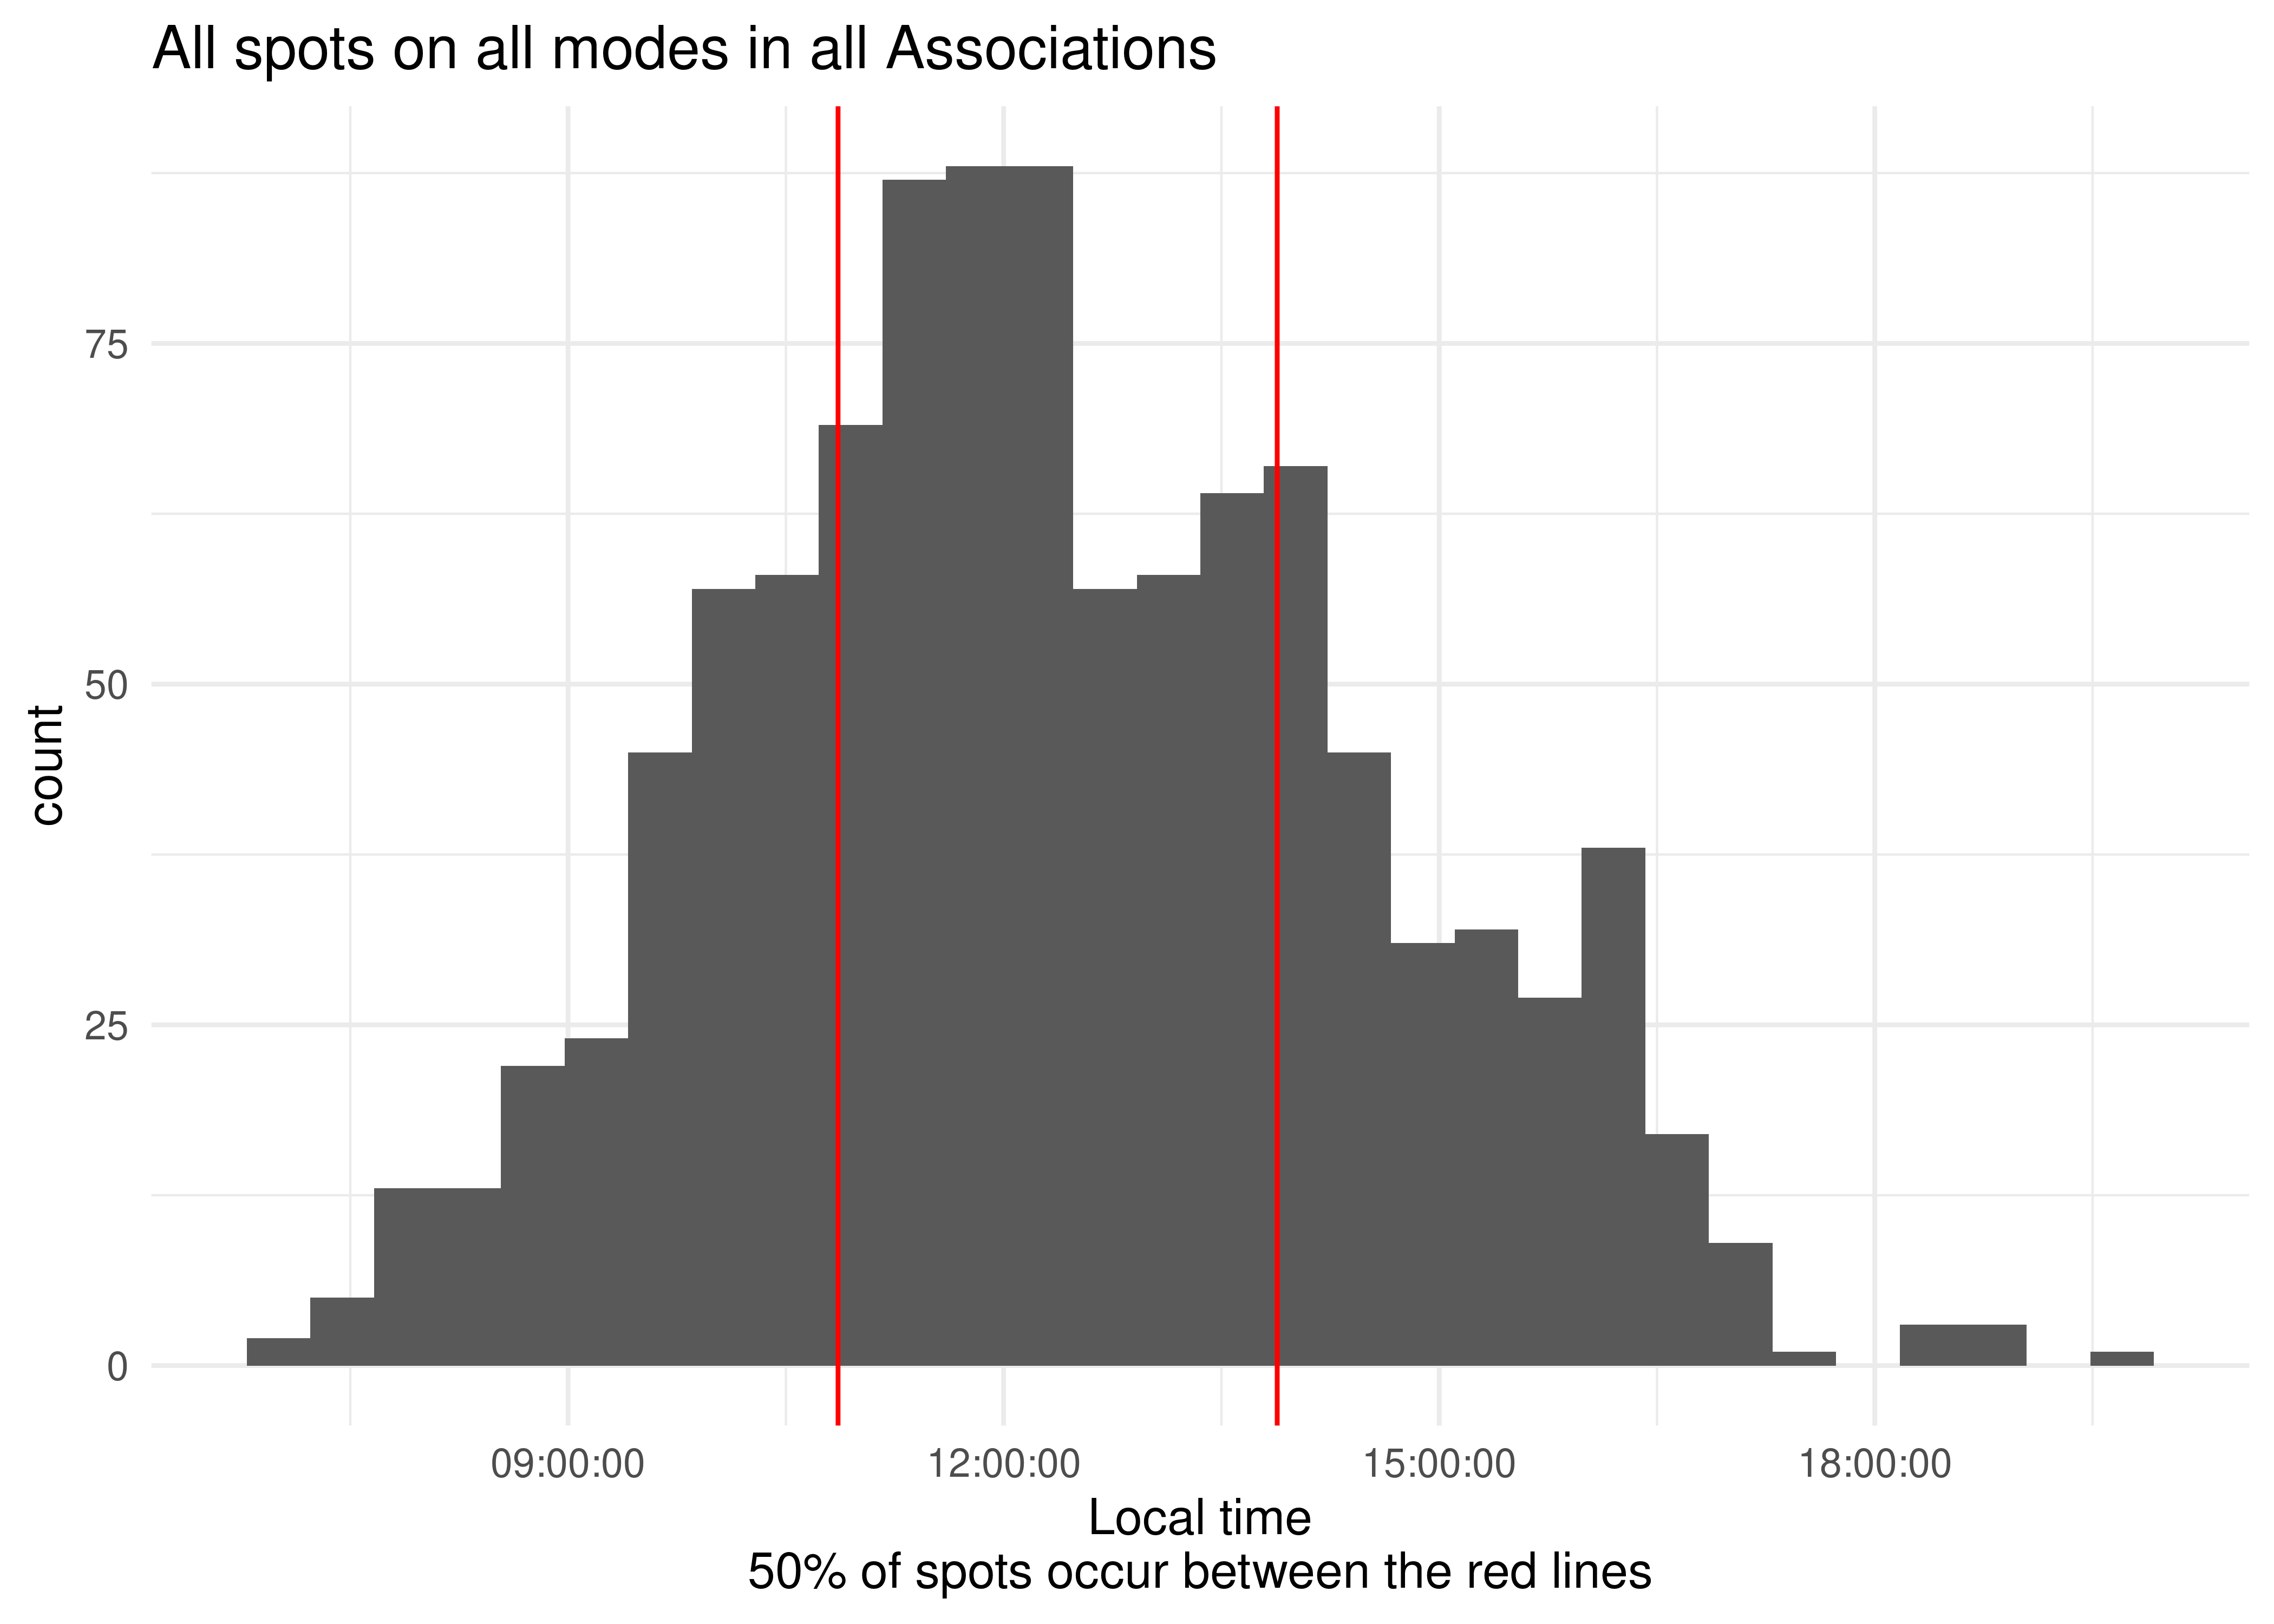 All spots on all modes in all Associations
count
75
50
25
0
09:00:00 12:00:00 15:00:00 18:00:00
Local time
50% of spots occur between the red lines